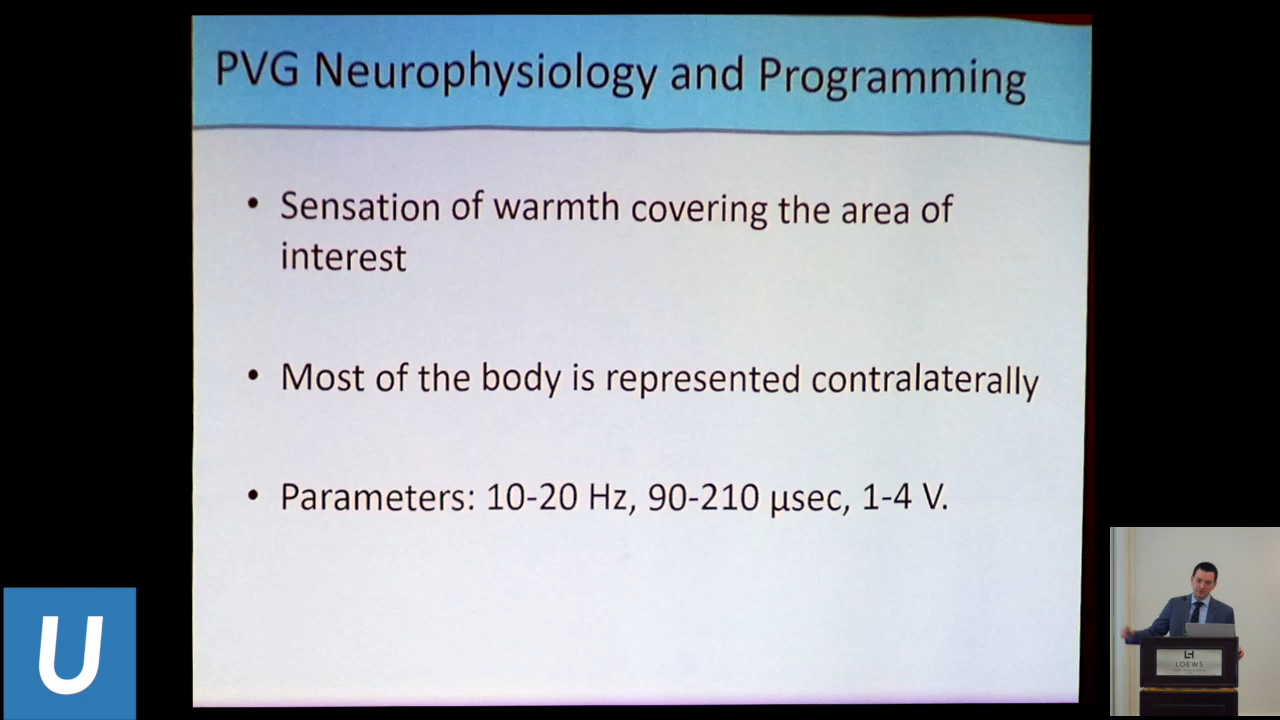 PVG Neurophysiology and Programming
• Sensation of warmth covering the area of
interest
• Most of the body is represented contralaterally
• Parameters: 10-20 Hz, 90-210 µsec, 1-4 V.
U
LH
LOEWS